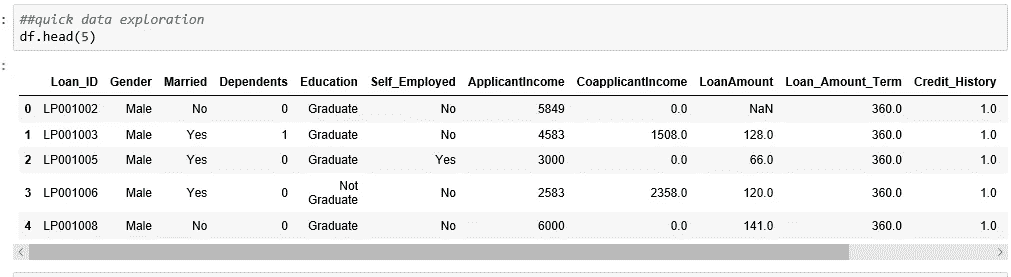 ##quick data exploration
df.head(5)
Loan_ID Gender Married Dependents Education Self_Employed ApplicantIncome CoapplicantIncome LoanAmount Loan_Amount_Term Credit_History
0 LP001002 Male No 0 Graduate No 5849 0.0 NaN 360.0 1.0
1 LP001003 Male Yes 1 Graduate No 4583 1508.0 128.0 360.0 1.0
2 LP001005 Male Yes 0 Graduate Yes 3000 0.0 66.0 360.0 1.0
3 LP001006 Male Yes 0 Not Graduate No 2583 2358.0 120.0 360.0 1.0
4 LP001008 Male No 0 Graduate No 6000 0.0 141.0 360.0 1.0